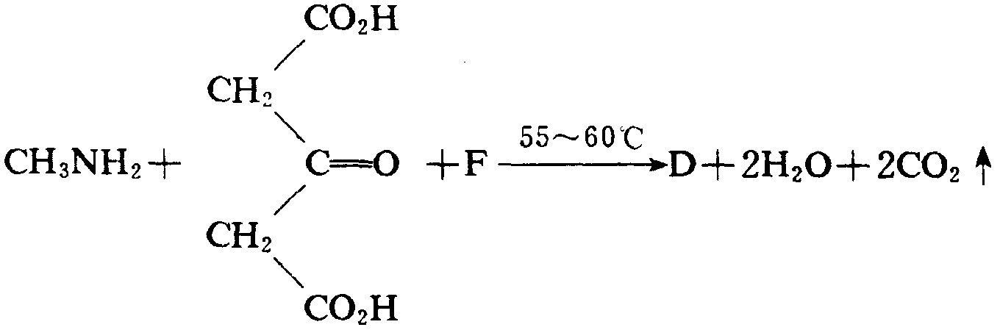 CO₂H
CH₂
55～60℃
CH₃NH₂+ C=O +F → D+2H₂O+2CO₂↑
CH₂
CO₂H